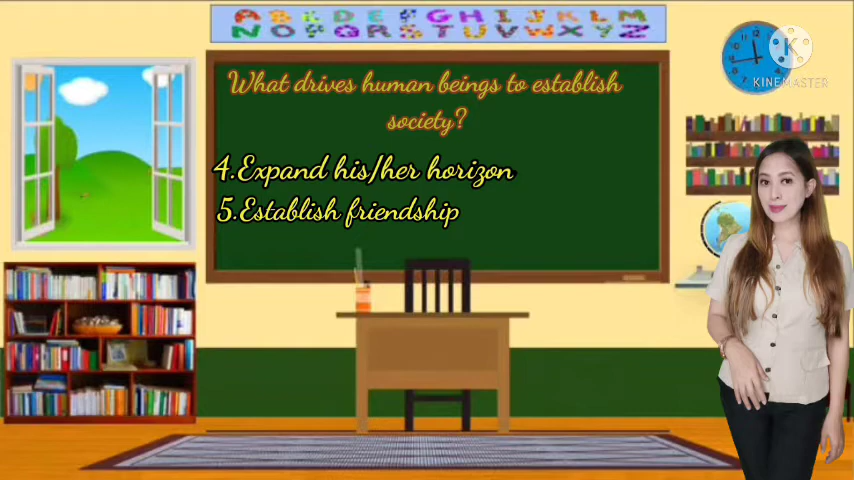 A B C D E F G H I J K L M
N O P Q R S T U V W X Y Z
What drives human beings to establish
society?
4.Expand his/her horizon
5.Establish friendship
K
KINEMASTER